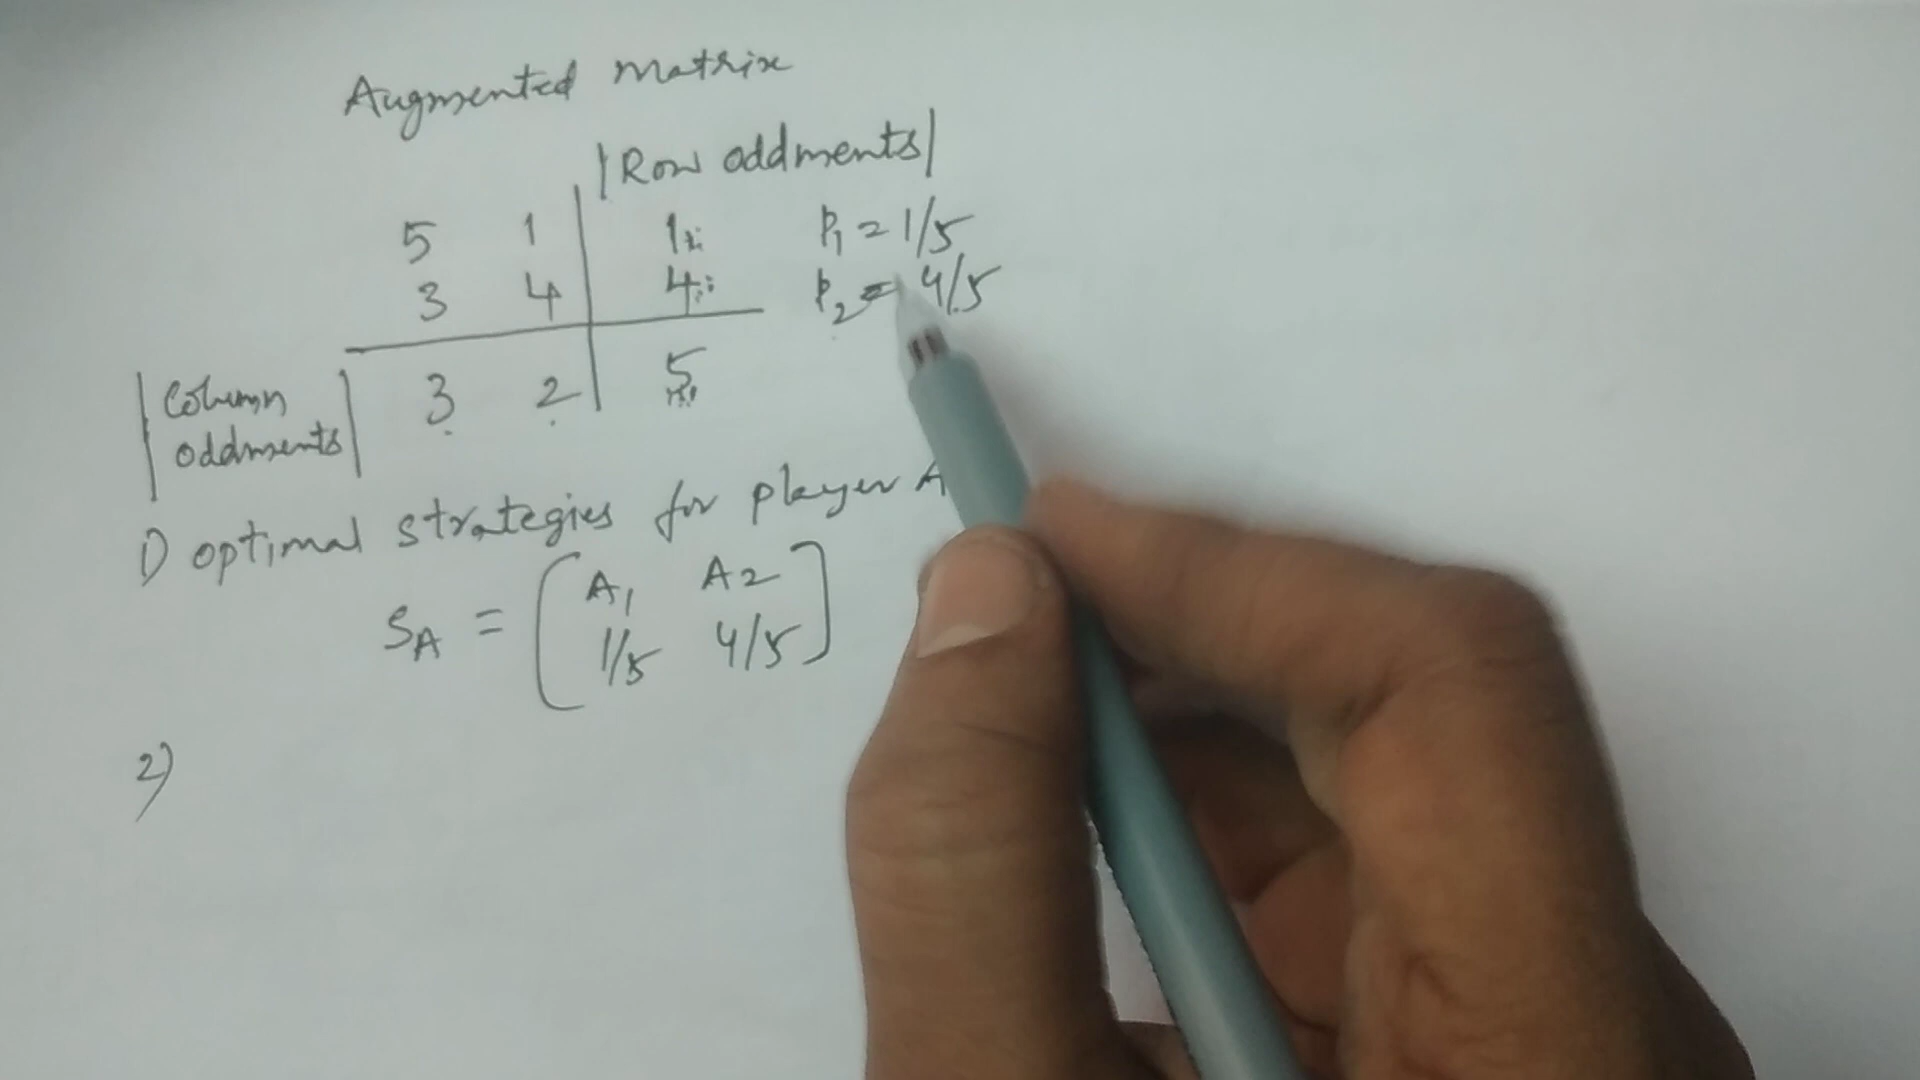 Augmented matrix
|Row oddments|
5 1 1 P1 = 1/5
3 4 4 P2 = 4/5
|Column oddments| 3 2 5
1) optimal strategies for player A
A1 A2
SA =
1/5 4/5
2)